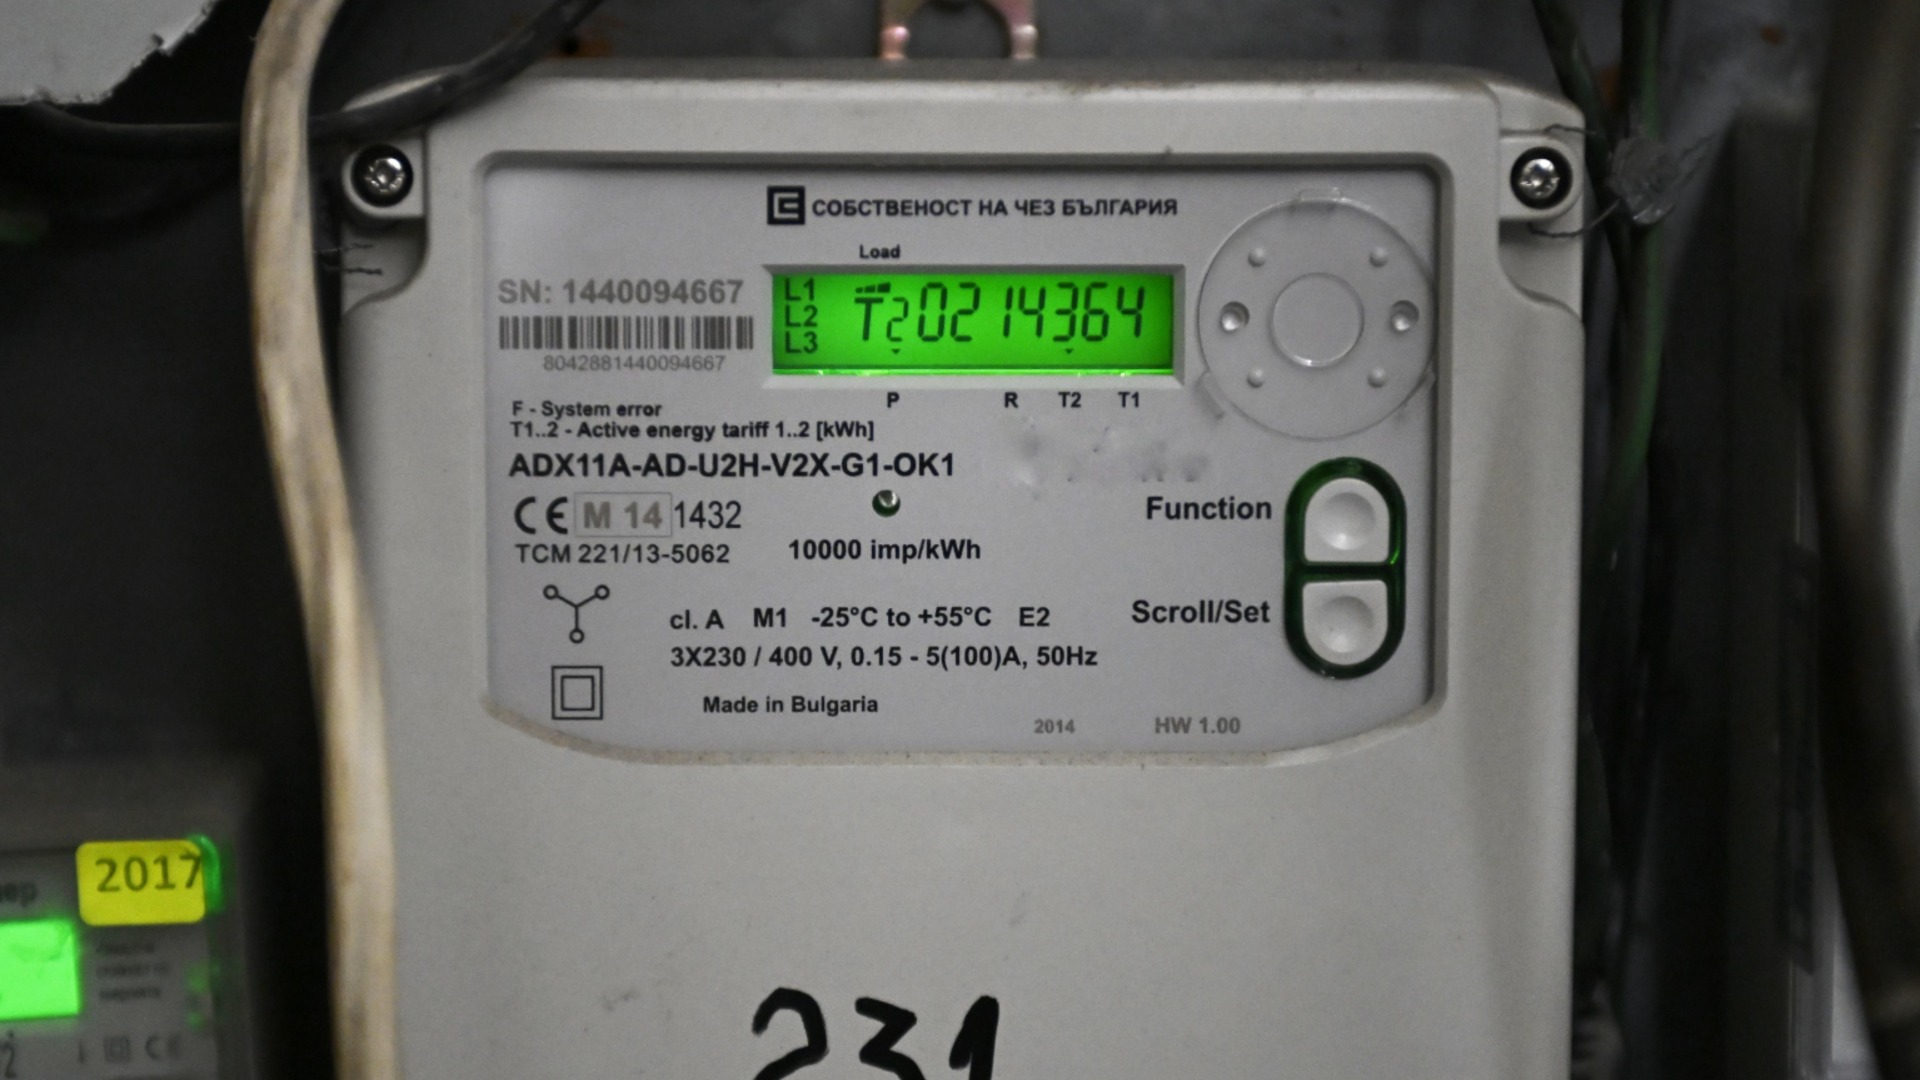 СОБСТВЕНОСТ НА ЧЕЗ БЪЛГАРИЯ
Load
SN: 1440094667
8042881440094667
L1
L2
L3
T2 0214364
P R T2 T1
F - System error
T1..2 - Active energy tariff 1..2 [kWh]
ADX11A-AD-U2H-V2X-G1-OK1
CE M 14 1432
TCM 221/13-5062
10000 imp/kWh
Function
Scroll/Set
cl. A M1 -25°C to +55°C E2
3X230 / 400 V, 0.15 - 5(100)A, 50Hz
Made in Bulgaria
2014
HW 1.00
2017
CE
231